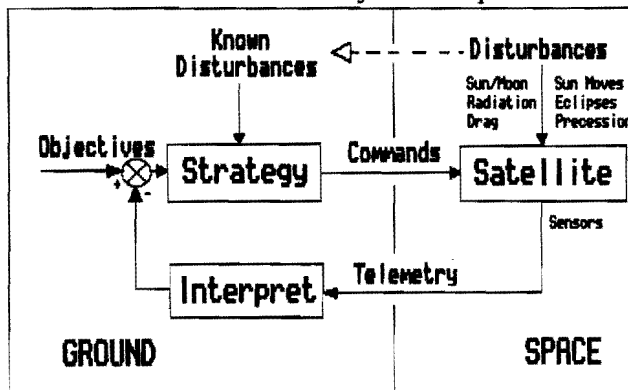 Known
Disturbances
Disturbances
Sun/Moon
Radiation
Drag
Sun Moves
Eclipses
Precession
Objectives
+
-
Strategy
Commands
Satellite
Sensors
Interpret
Telemetry
GROUND
SPACE